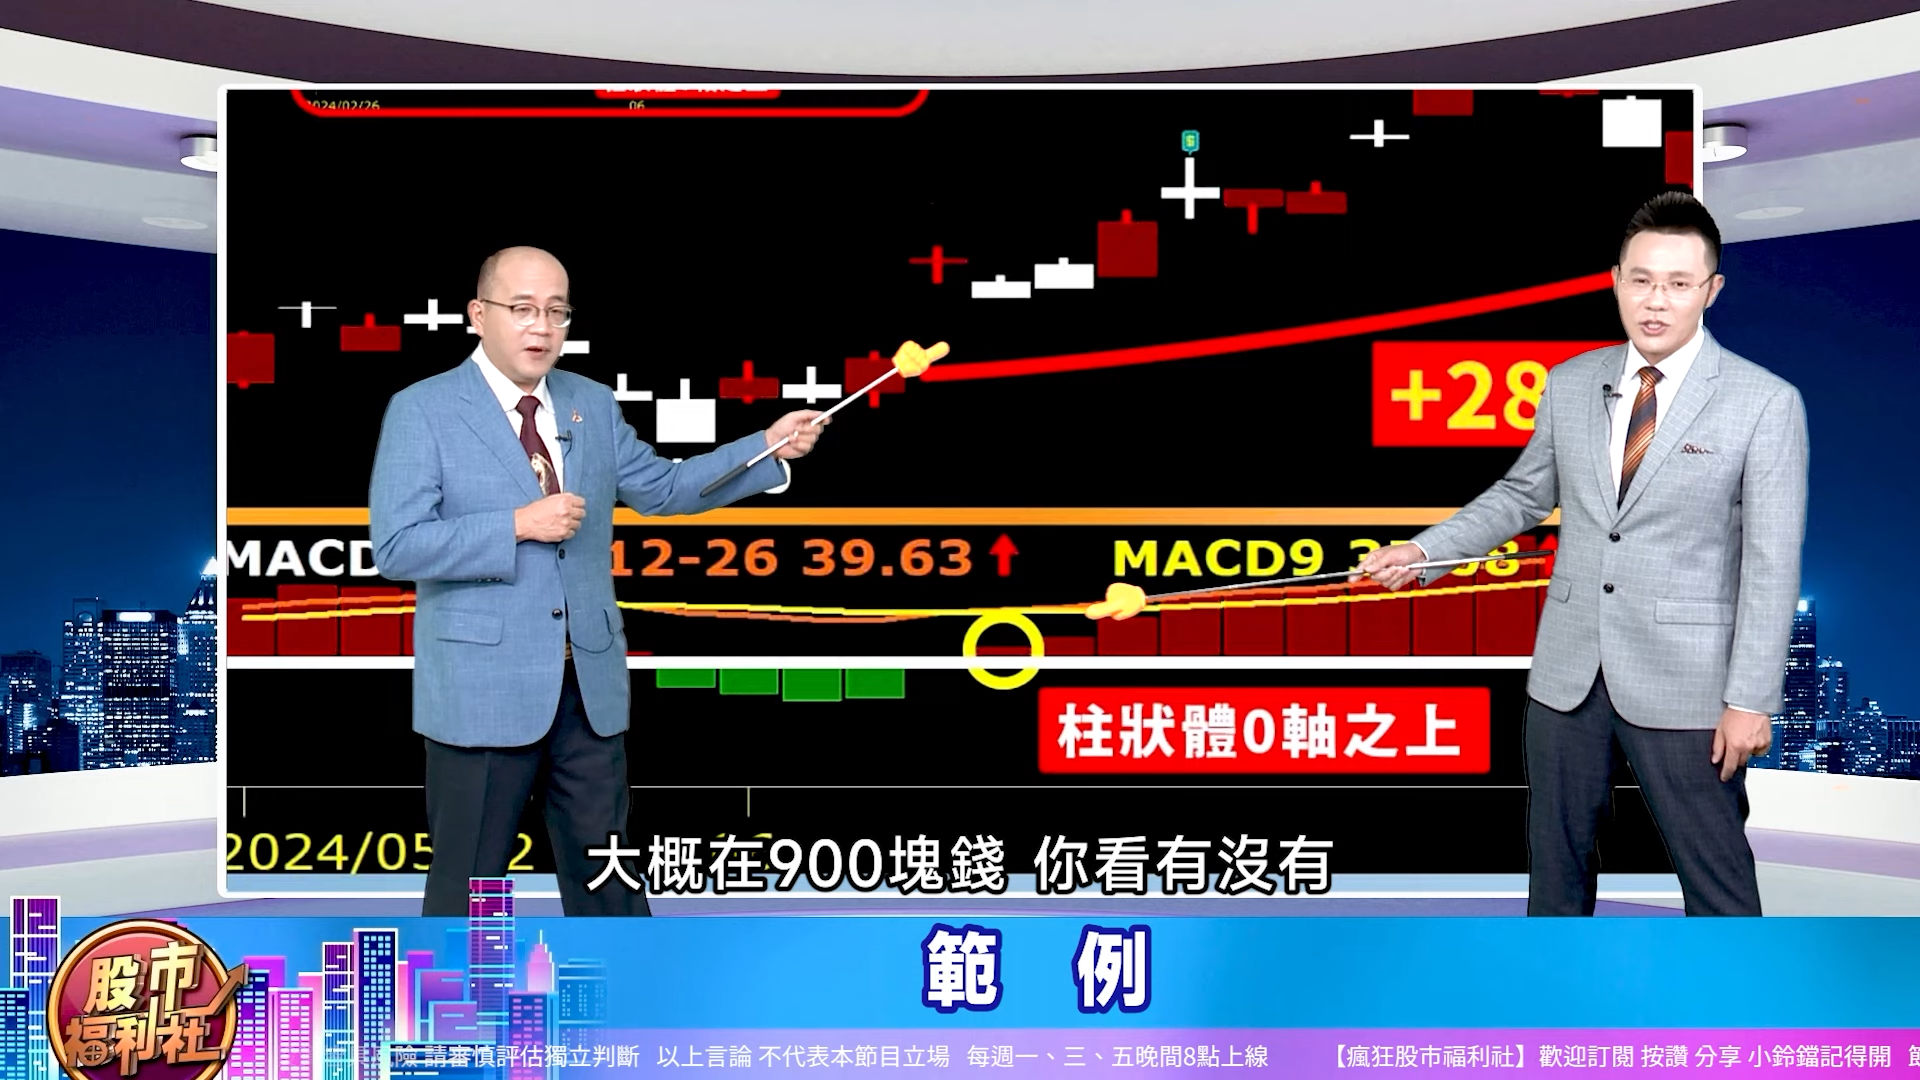 2024/02/26
06
+28
MACD
12-26 39.63
MACD9 3
8
柱狀體0軸之上
2024/05
2
大概在900塊錢 你看有沒有
範 例
股市
福利社
險 請審慎評估獨立判斷 以上言論 不代表本節目立場 每週一、三、五晚間8點上線 【瘋狂股市福利社】歡迎訂閱 按讚 分享 小鈴鐺記得開